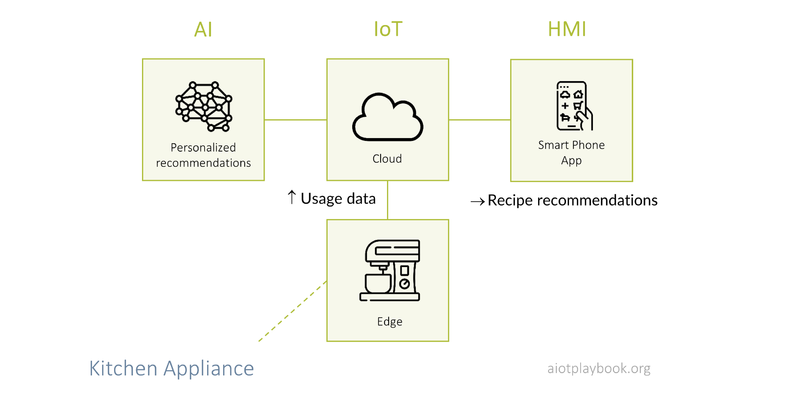 AI
IoT
HMI
Personalized
recommendations
Cloud
Smart Phone
App
↑ Usage data
→ Recipe recommendations
Edge
Kitchen Appliance
aiotplaybook.org